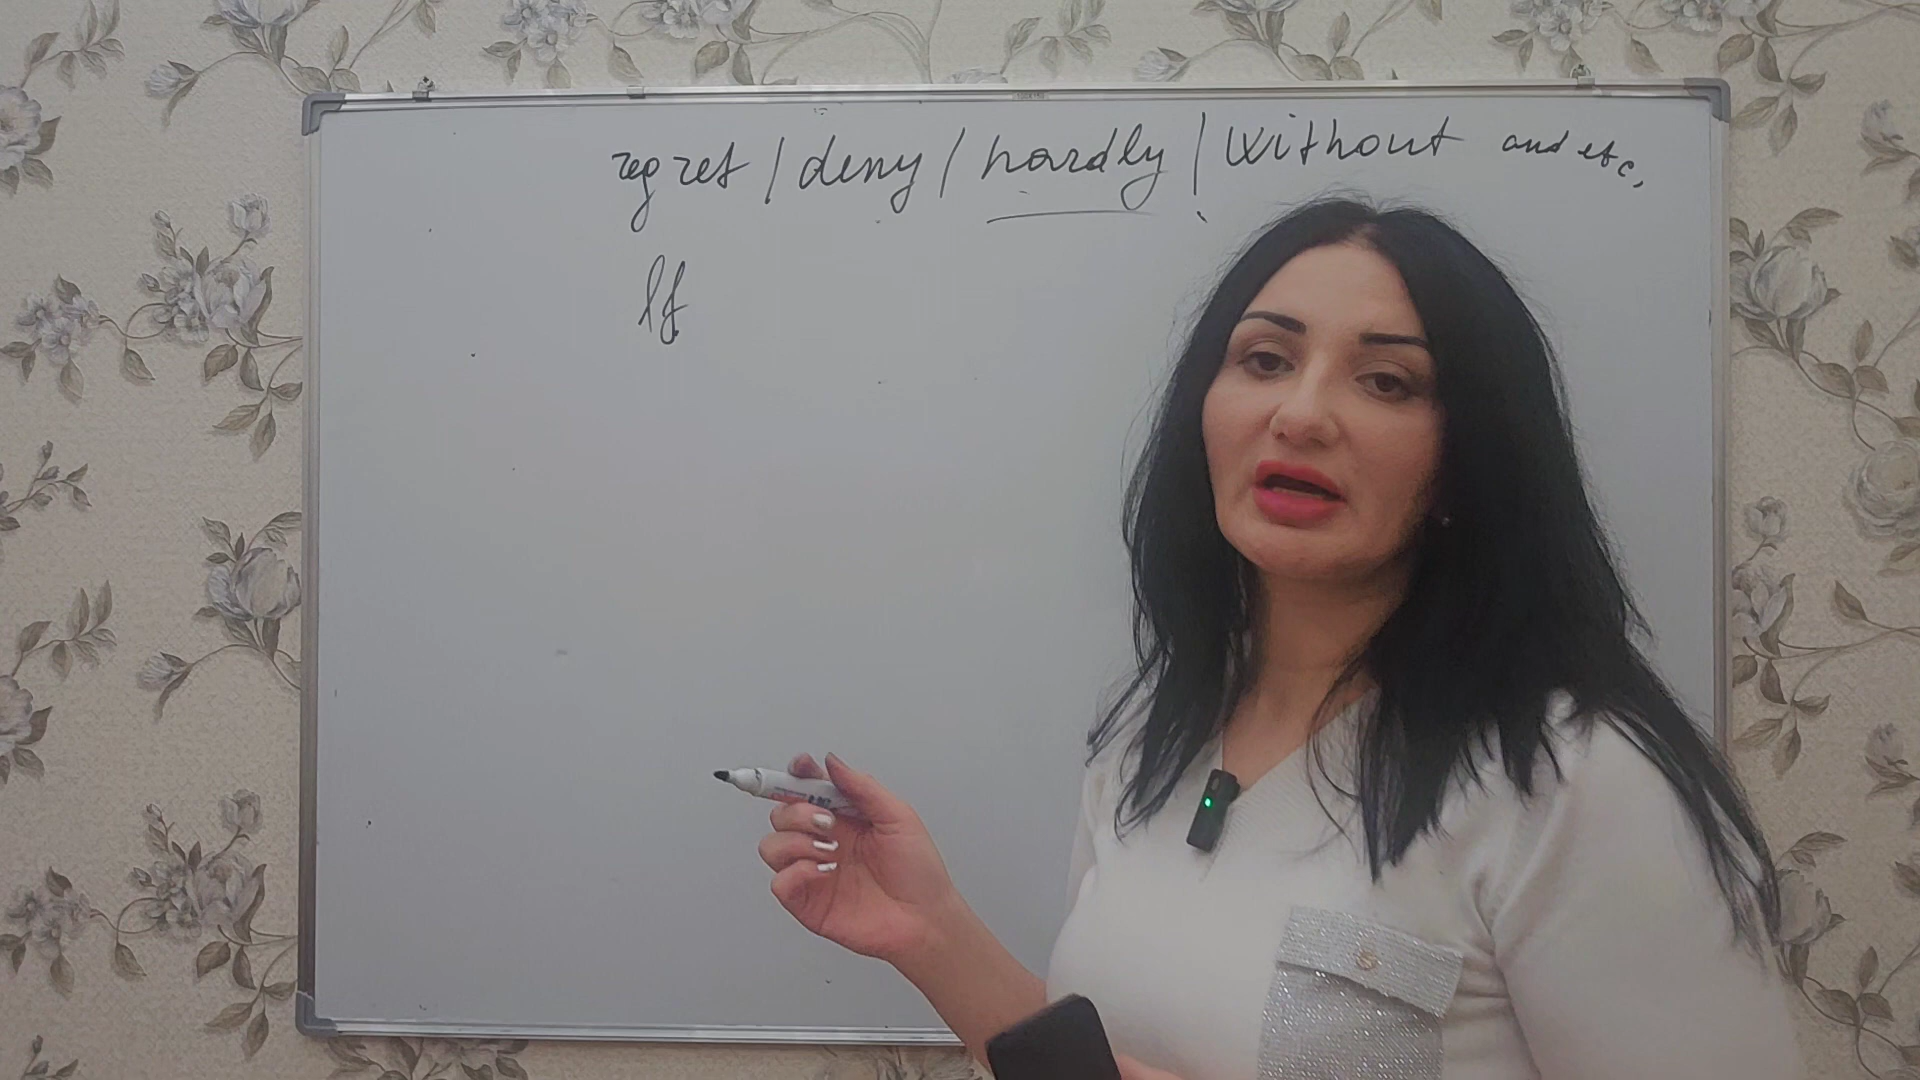 regret / deny / hardly / without and etc.
If